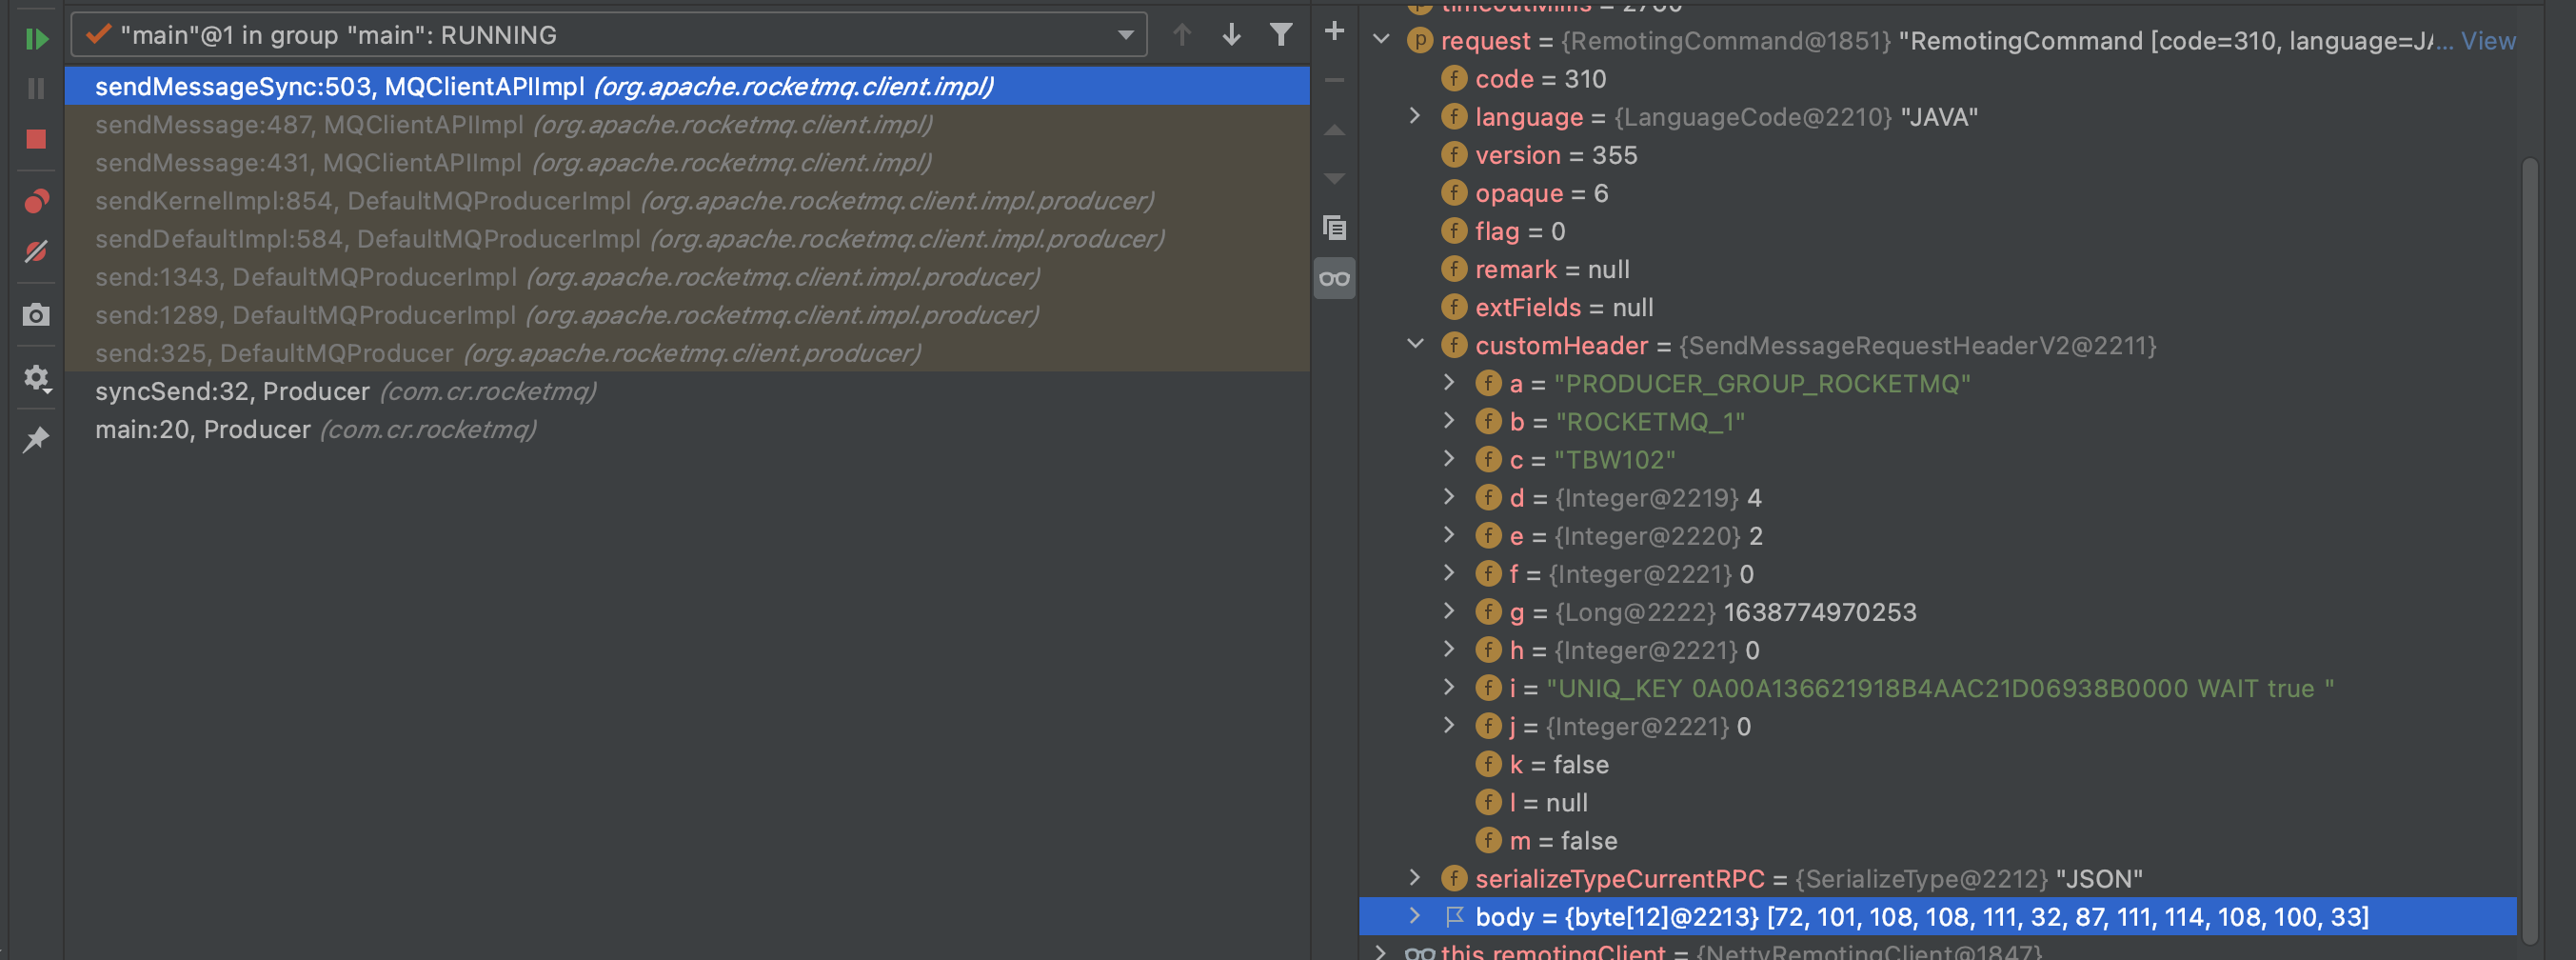 "main"@1 in group "main": RUNNING
sendMessageSync:503, MQClientAPIImpl (org.apache.rocketmq.client.impl)
sendMessage:487, MQClientAPIImpl (org.apache.rocketmq.client.impl)
sendMessage:431, MQClientAPIImpl (org.apache.rocketmq.client.impl)
sendKernelImpl:854, DefaultMQProducerImpl (org.apache.rocketmq.client.impl.producer)
sendDefaultImpl:584, DefaultMQProducerImpl (org.apache.rocketmq.client.impl.producer)
send:1343, DefaultMQProducerImpl (org.apache.rocketmq.client.impl.producer)
send:1289, DefaultMQProducerImpl (org.apache.rocketmq.client.impl.producer)
send:325, DefaultMQProducer (org.apache.rocketmq.client.producer)
syncSend:32, Producer (com.cr.rocketmq)
main:20, Producer (com.cr.rocketmq)
p timeoutMillis =
p request = {RemotingCommand@1851} "RemotingCommand [code=310, language=JA... View
f code = 310
f language = {LanguageCode@2210} "JAVA"
f version = 355
f opaque = 6
f flag = 0
f remark = null
f extFields = null
f customHeader = {SendMessageRequestHeaderV2@2211}
f a = "PRODUCER_GROUP_ROCKETMQ"
f b = "ROCKETMQ_1"
f c = "TBW102"
f d = {Integer@2219} 4
f e = {Integer@2220} 2
f f = {Integer@2221} 0
f g = {Long@2222} 1638774970253
f h = {Integer@2221} 0
f i = "UNIQ_KEY 0A00A136621918B4AAC21D06938B0000 WAIT true "
f j = {Integer@2221} 0
f k = false
f l = null
f m = false
f serializeTypeCurrentRPC = {SerializeType@2212} "JSON"
body = {byte[12]@2213} [72, 101, 108, 108, 111, 32, 87, 111, 114, 108, 100, 33]
this.remotingClient = {NettyRemotingClient@1847}